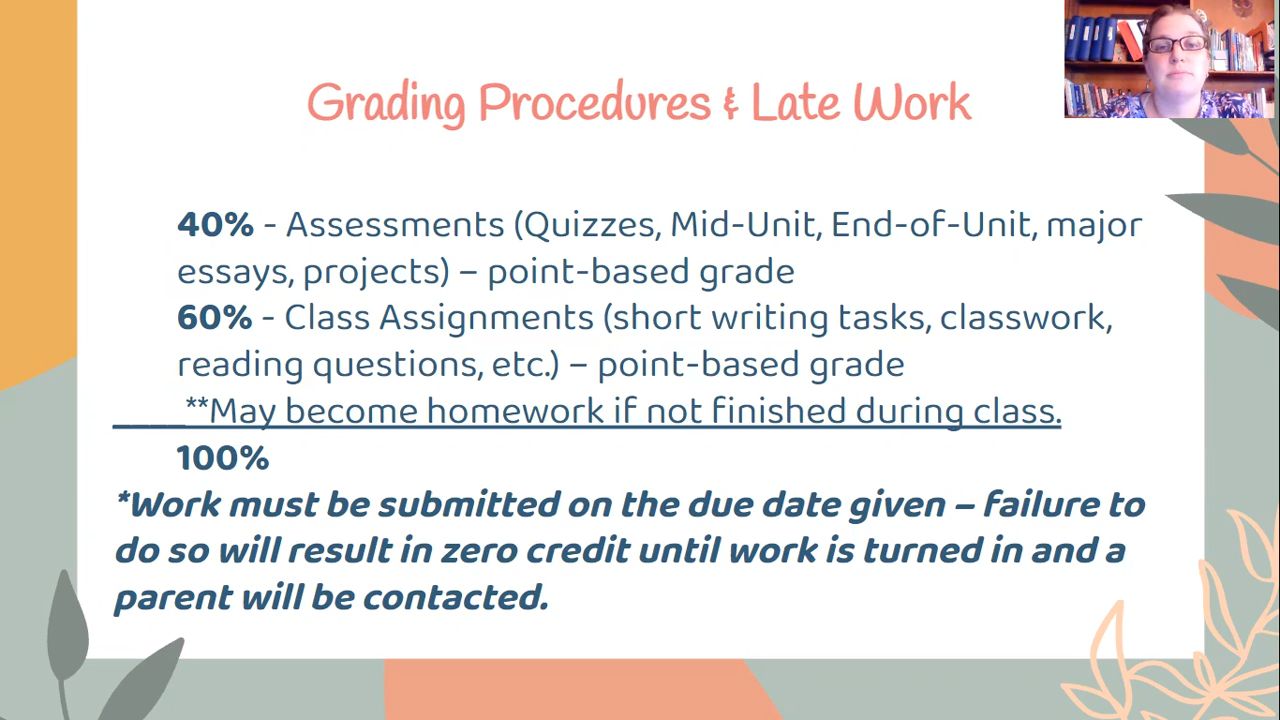 Grading Procedures & Late Work
40% - Assessments (Quizzes, Mid-Unit, End-of-Unit, major
essays, projects) – point-based grade
60% - Class Assignments (short writing tasks, classwork,
reading questions, etc.) – point-based grade
____**May become homework if not finished during class.
100%
*Work must be submitted on the due date given – failure to
do so will result in zero credit until work is turned in and a
parent will be contacted.